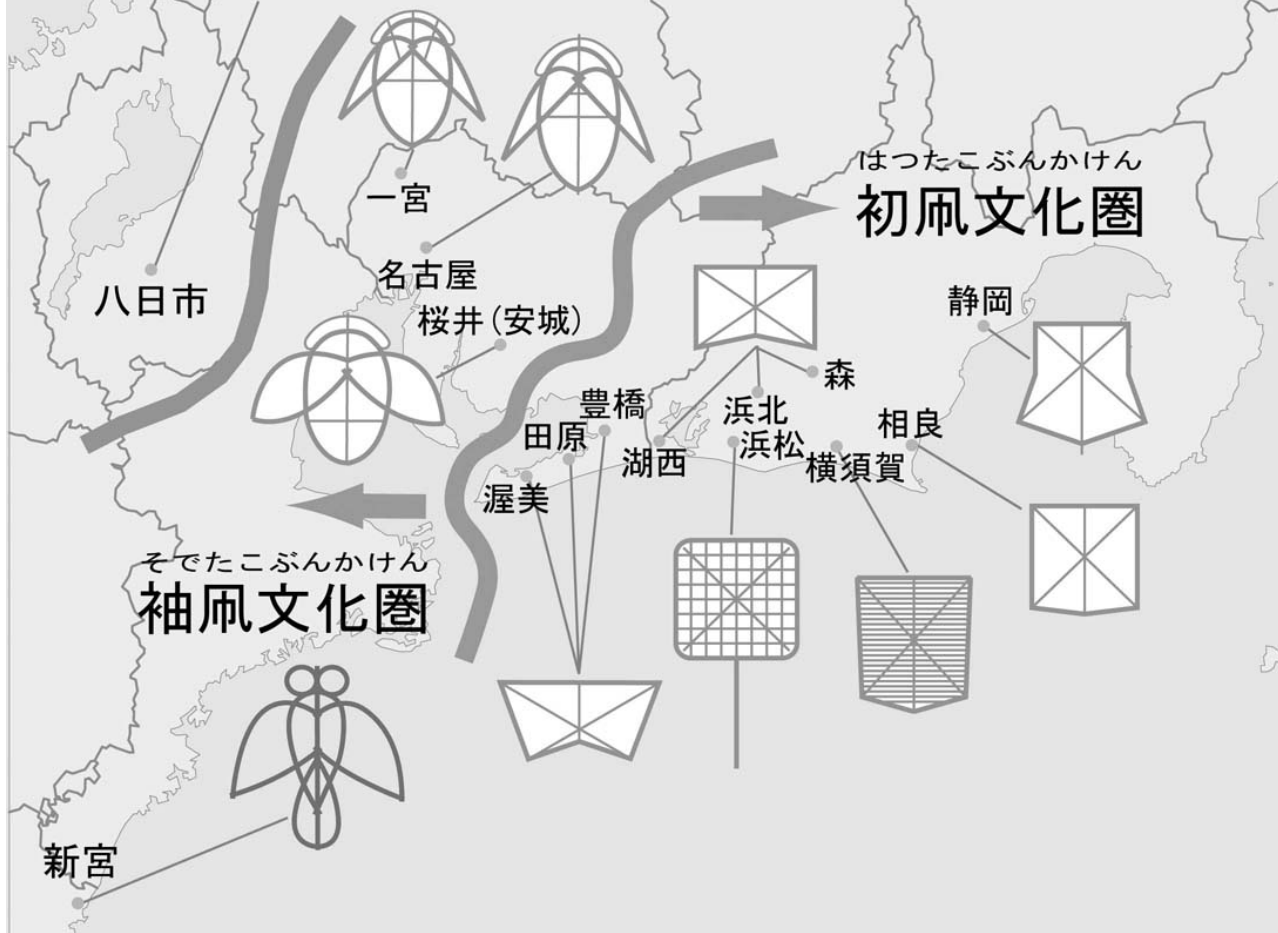 一宮
はつたこぶんかけん
初凧文化圏
名古屋
八日市
静岡
桜井(安城)
森
豊橋
浜北
田原
相良
浜松
湖西
横須賀
渥美
そでたこぶんかけん
袖凧文化圏
新宮